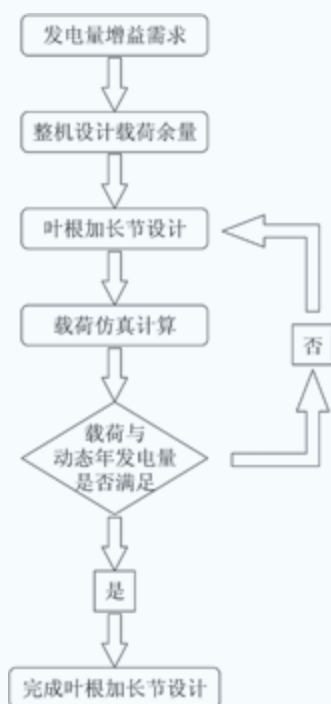 发电量增益需求
整机设计载荷余量
叶根加长节设计
载荷仿真计算
否
载荷与
动态年发电量
是否满足
是
完成叶根加长节设计